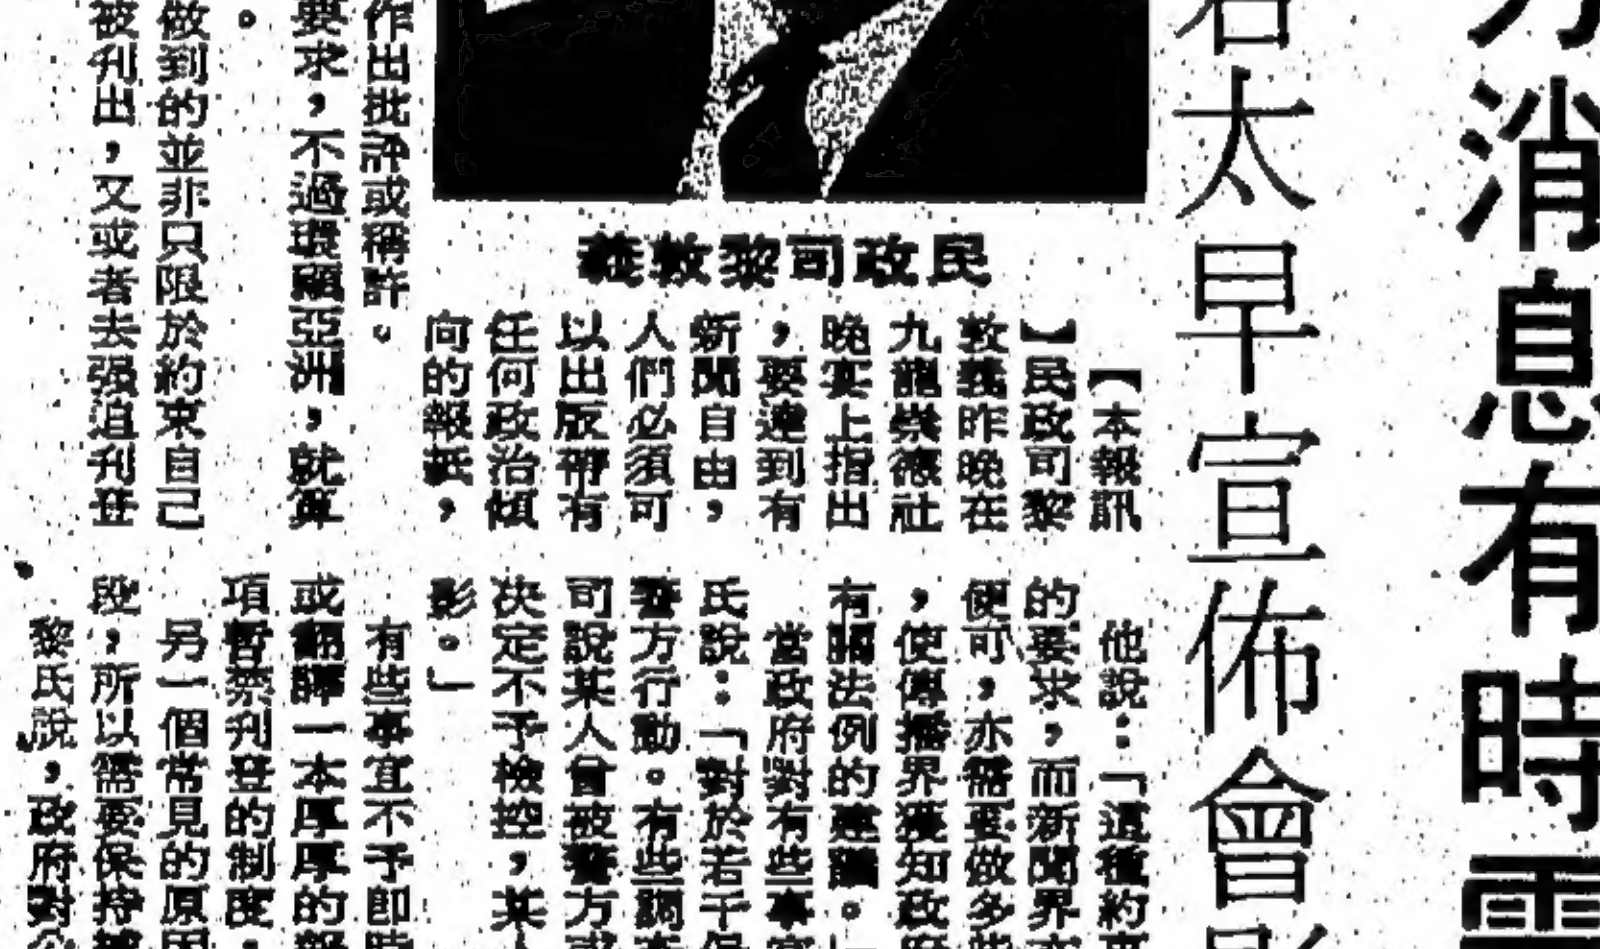 消息有時
若太早宣佈會影
民政司黎敦義
【本報訊
】民政司黎
敦義昨晚在
九龍崇德社
晚宴上指出
，要達到有
新聞自由，
人們必須可
以出版帶有
任何政治傾
向的報紙，
作出批評或稱許。
要求，不過環顧亞洲，就算
。
做到的並非只限於約束自己
被刊出，又或者去强迫刊登
他說：「這種約束
的要求，而新聞界亦
便可，亦需要做多些
，使傳播界獲知政府
有關法例的建議。
當政府對有些事宜
氏說：「對於若干
警方行動。有些調查
司說某人曾被警方
决定不予檢控，某
影。」
有些事宜不予即時
或翻譯一本厚厚的報
項暫禁刊登的制度，
另一個常見的原因
段，所以需要保持
黎氏說，政府對公